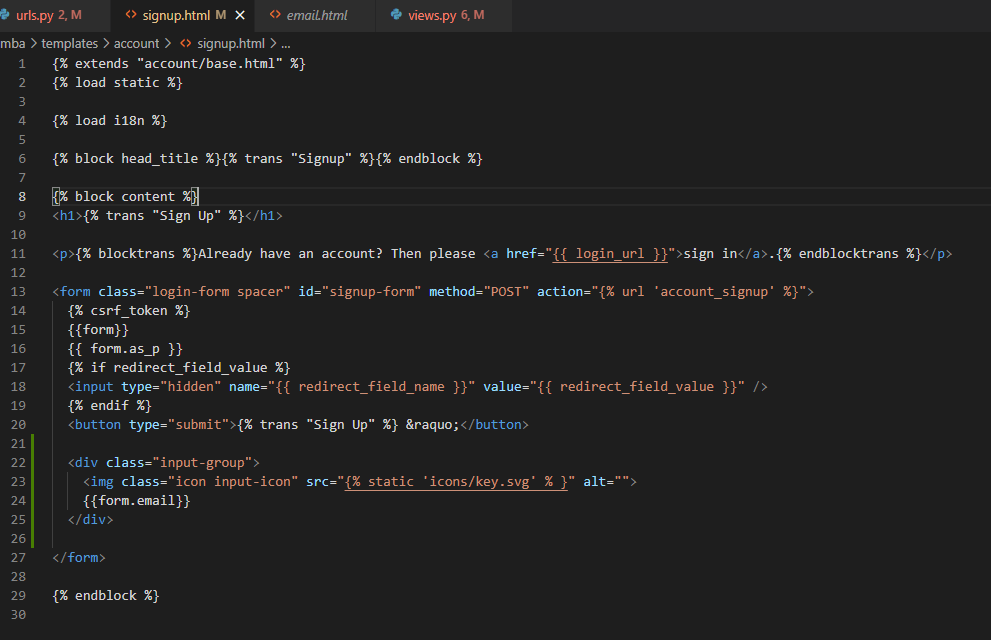 urls.py 2, M
signup.html M
email.html
views.py 6, M
mba > templates > account > signup.html > ...
1 {% extends "account/base.html" %}
2 {% load static %}
3
4 {% load i18n %}
5
6 {% block head_title %}{% trans "Signup" %}{% endblock %}
7
8 {% block content %}
9 <h1>{% trans "Sign Up" %}</h1>
10
11 <p>{% blocktrans %}Already have an account? Then please <a href="{{ login_url }}">sign in</a>.{% endblocktrans %}</p>
12
13 <form class="login-form spacer" id="signup-form" method="POST" action="{% url 'account_signup' %}">
14 {% csrf_token %}
15 {{form}}
16 {{ form.as_p }}
17 {% if redirect_field_value %}
18 <input type="hidden" name="{{ redirect_field_name }}" value="{{ redirect_field_value }}" />
19 {% endif %}
20 <button type="submit">{% trans "Sign Up" %} &raquo;</button>
21
22 <div class="input-group">
23 <img class="icon input-icon" src="{% static 'icons/key.svg' % }" alt="">
24 {{form.email}}
25 </div>
26
27 </form>
28
29 {% endblock %}
30